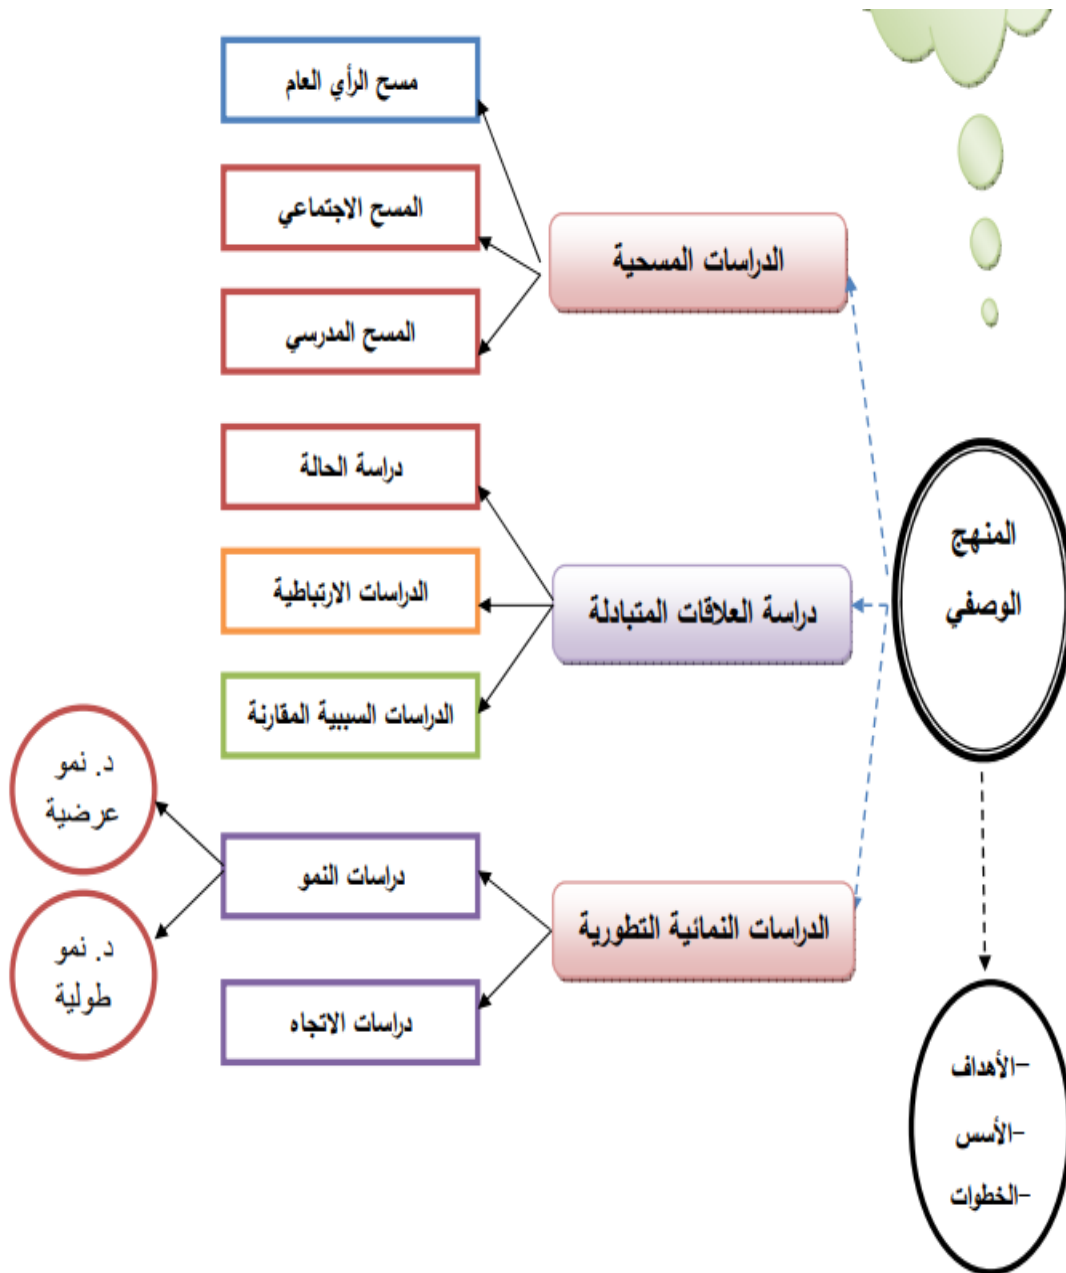 المنهج
الوصفي
الدراسات المسحية
مسح الرأي العام
المسح الاجتماعي
المسح المدرسي
دراسة العلاقات المتبادلة
دراسة الحالة
الدراسات الارتباطية
الدراسات السببية المقارنة
الدراسات النمائية التطورية
دراسات النمو
د. نمو
عرضية
د. نمو
طولية
دراسات الاتجاه
-الأهداف
-الأسس
-الخطوات